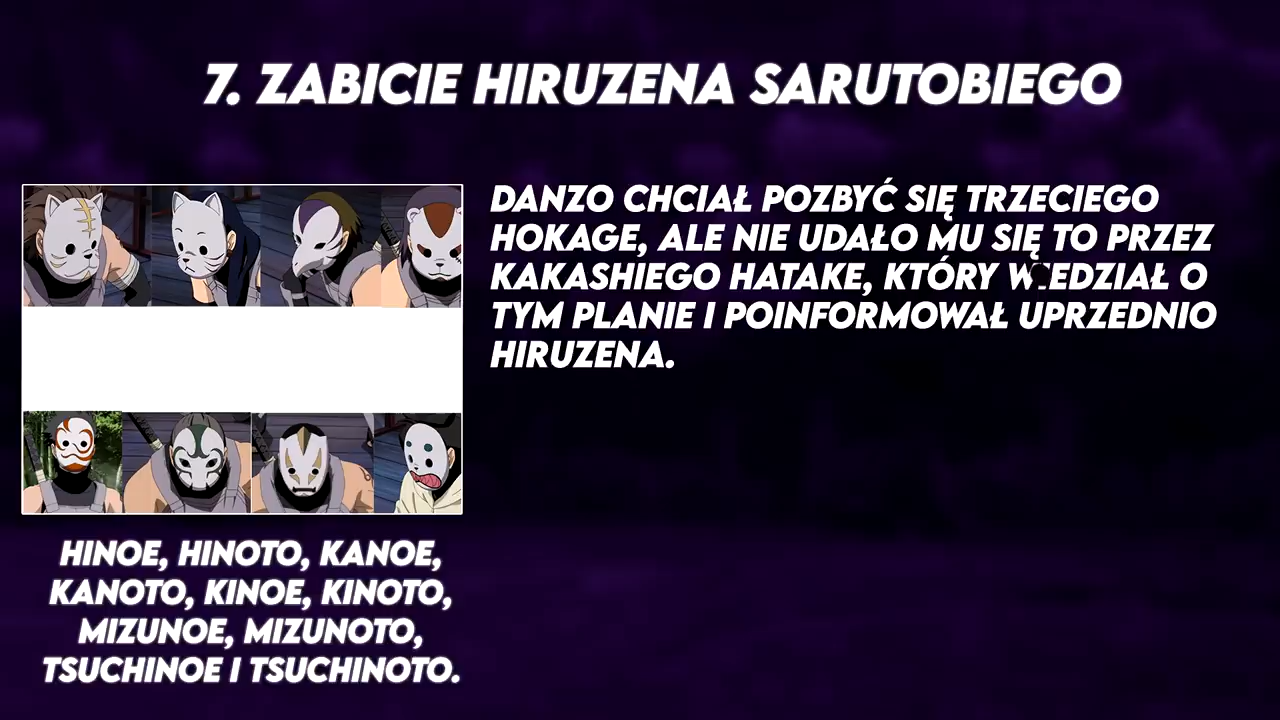 7. ZABICIE HIRUZENA SARUTOBIEGO
DANZO CHCIAŁ POZBYĆ SIĘ TRZECIEGO
HOKAGE, ALE NIE UDAŁO MU SIĘ TO PRZEZ
KAKASHIEGO HATAKE, KTÓRY WIEDZIAŁ O
TYM PLANIE I POINFORMOWAŁ UPRZEDNIO
HIRUZENA.
HINOE, HINOTO, KANOE,
KANOTO, KINOE, KINOTO,
MIZUNOE, MIZUNOTO,
TSUCHINOE I TSUCHINOTO.